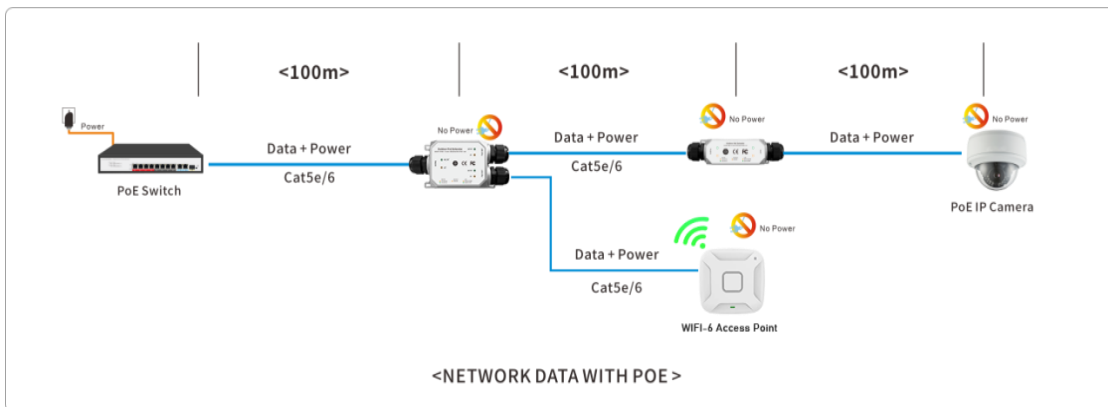 <100m>
<100m>
<100m>
Power
No Power
No Power
No Power
Data + Power
Data + Power
Data + Power
Cat5e/6
Cat5e/6
PoE Switch
PoE IP Camera
No Power
Data + Power
Cat5e/6
WIFI-6 Access Point
<NETWORK DATA WITH POE >